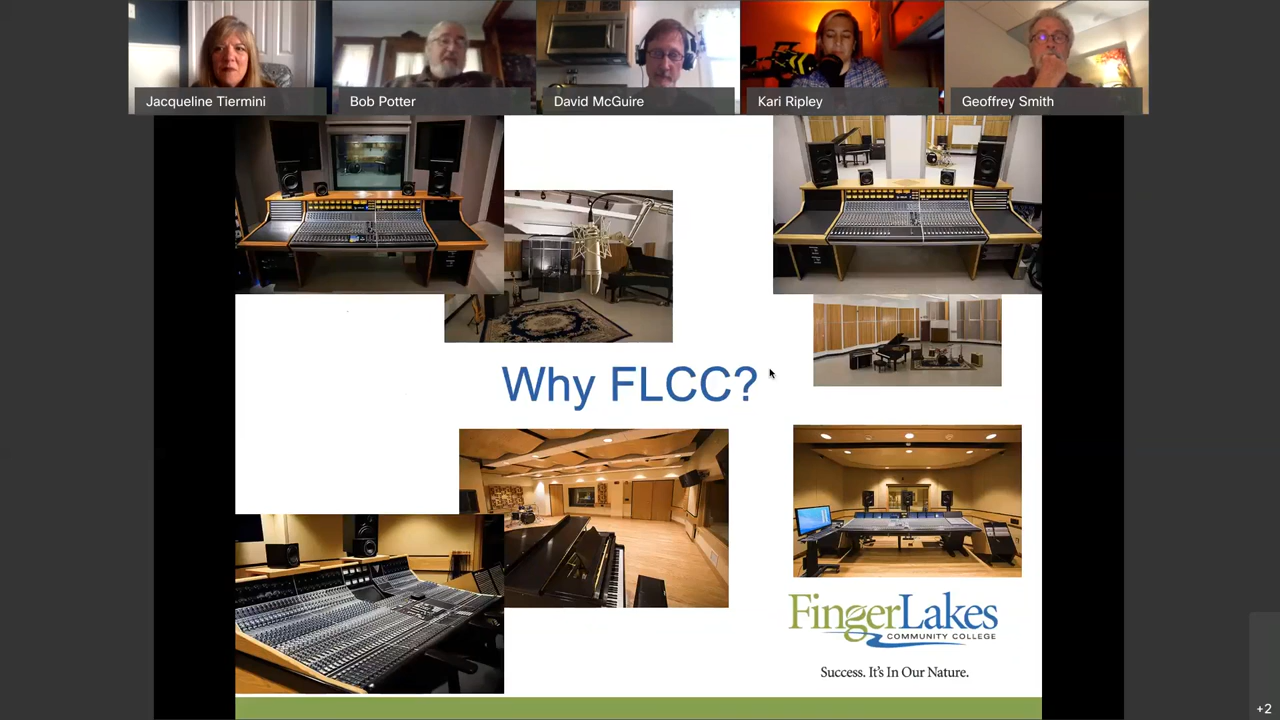 Jacqueline Tiermini
Bob Potter
David McGuire
Kari Ripley
Geoffrey Smith
Why FLCC?
FingerLakes
COMMUNITY COLLEGE
Success. It's In Our Nature.
+2